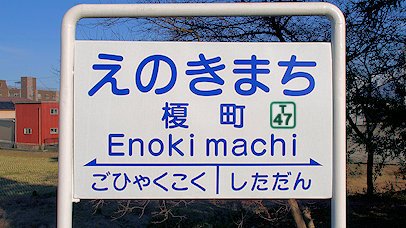 えのきまち
榎町 T47
Enoki machi
ごひゃくこく しただん